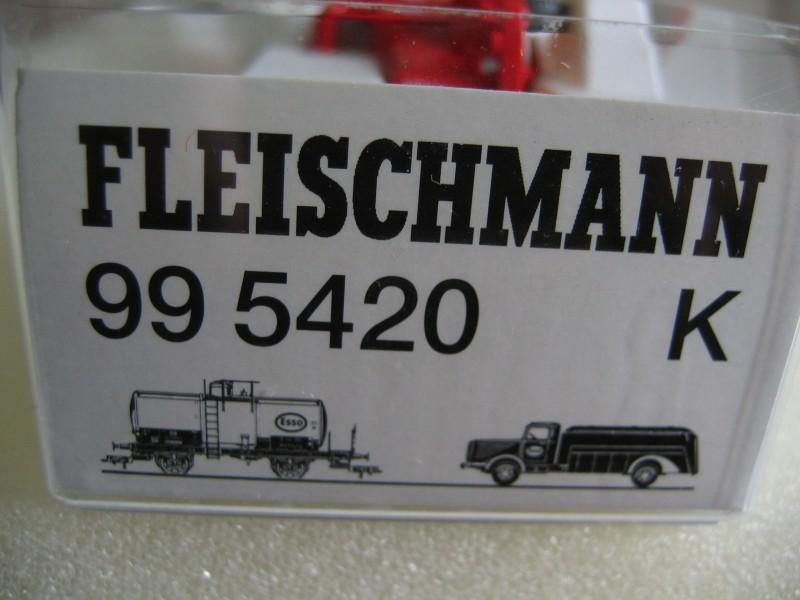 FLEISCHMANN
99 5420 K
Esso